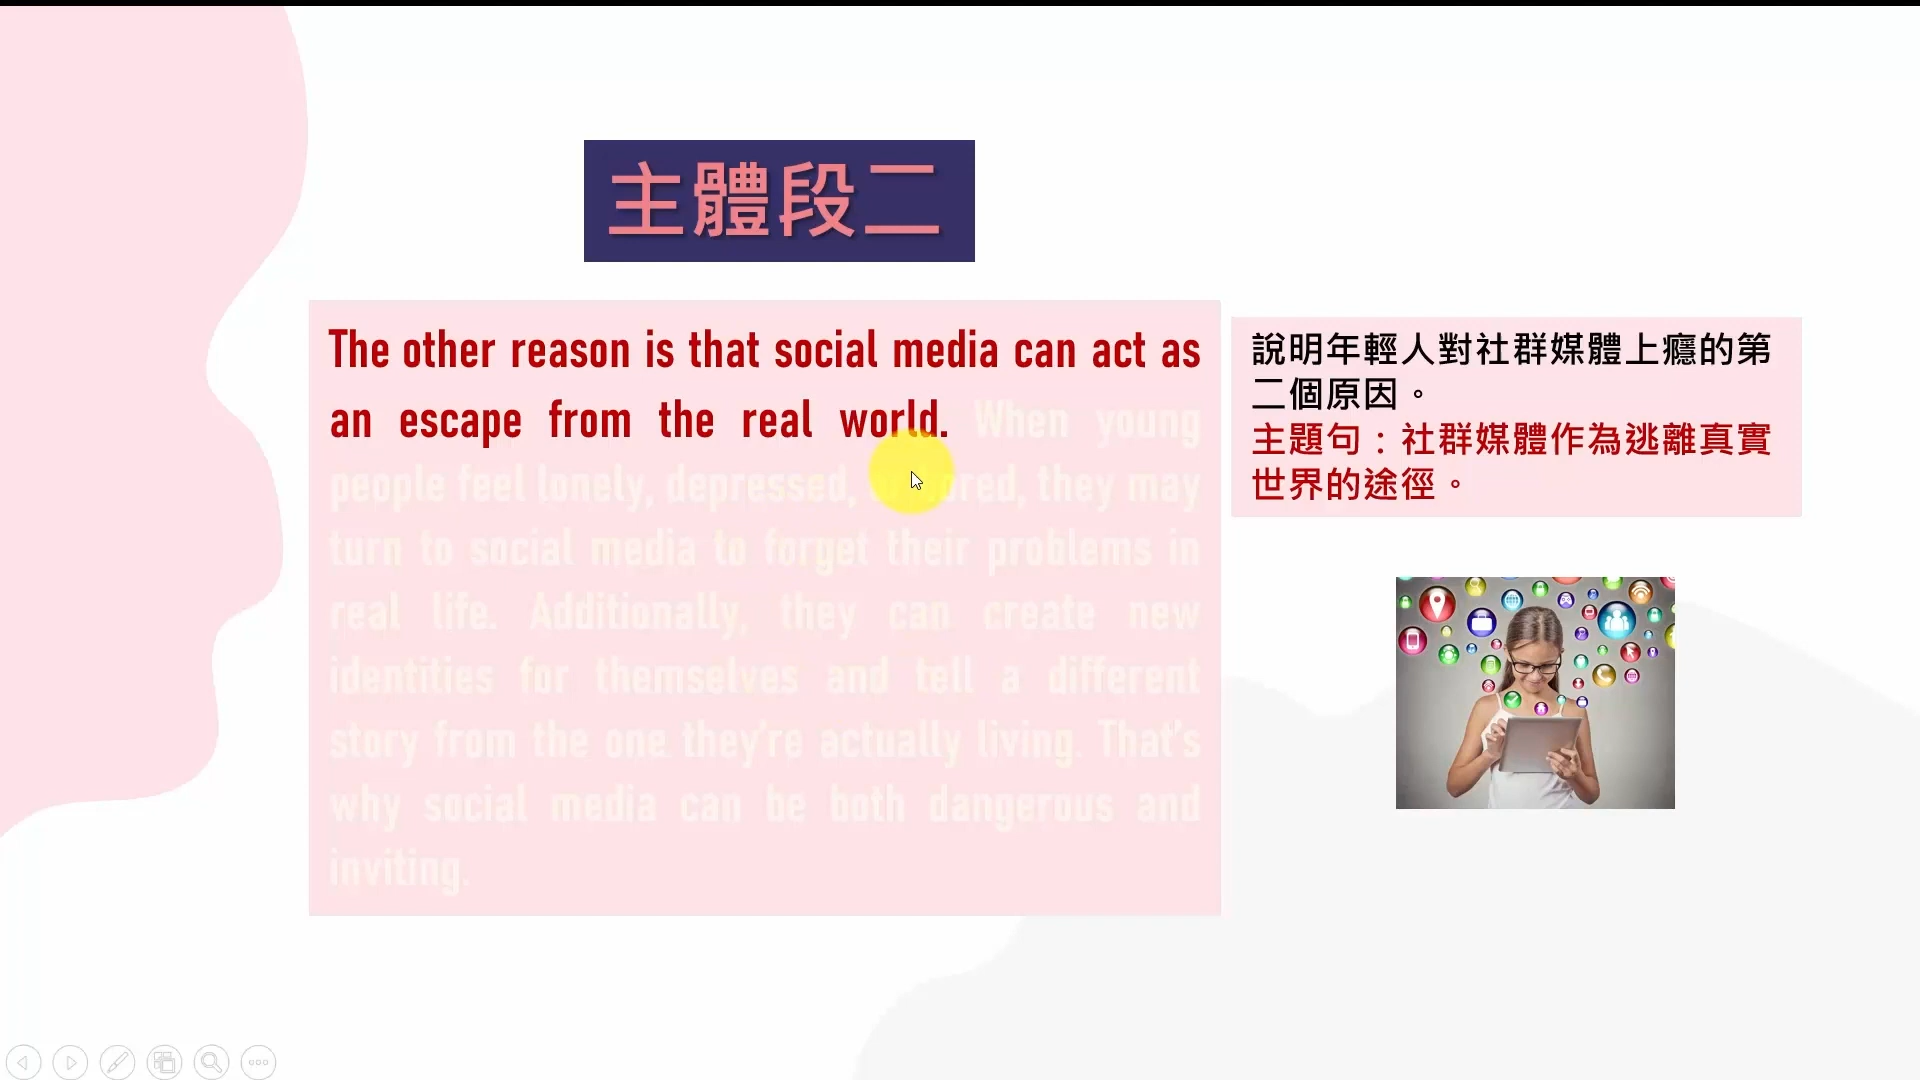 主體段二
The other reason is that social media can act as
an escape from the real world. When young
people feel lonely, depressed, they may
turn to social media to forget their problems in
real life. Additionally, they can create new
identities for themselves and tell a different
story from the one they're actually living. That's
why social media can be both dangerous and
inviting.
說明年輕人對社群媒體上癮的第
二個原因。
主題句：社群媒體作為逃離真實
世界的途徑。